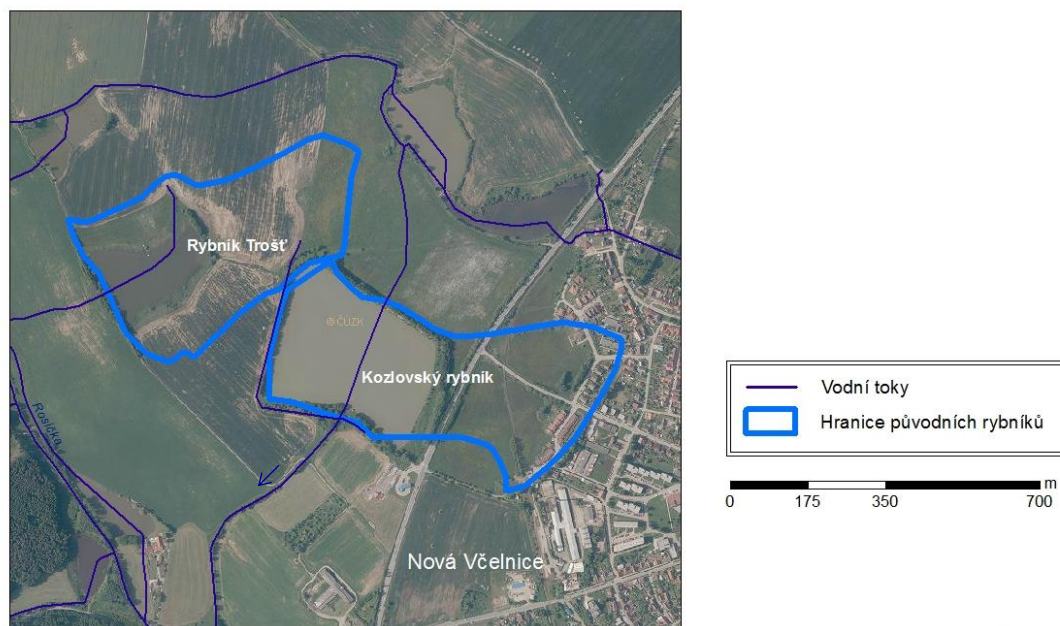 Rybník Trošť
© ČÚZK
Kozlovský rybník
Rosička
Nová Včelnice
Vodní toky
Hranice původních rybníků
m
0 175 350 700